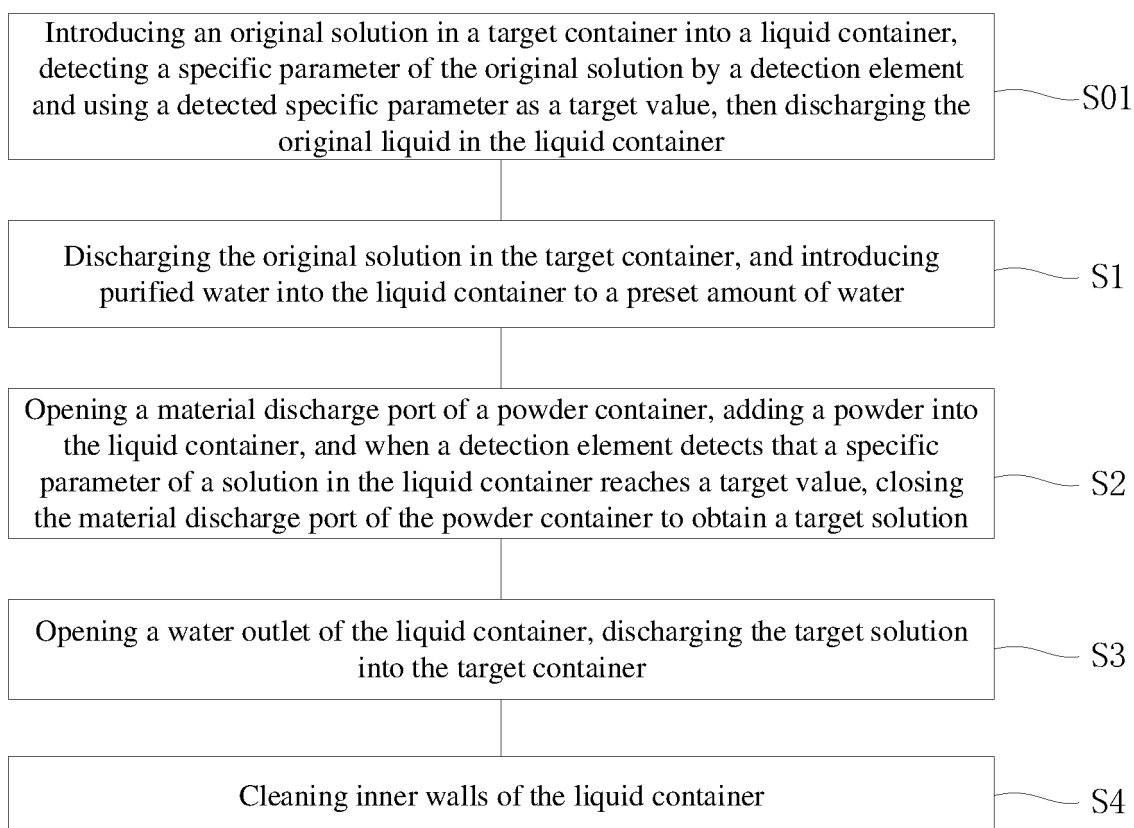 Introducing an original solution in a target container into a liquid container,
detecting a specific parameter of the original solution by a detection element
and using a detected specific parameter as a target value, then discharging the
original liquid in the liquid container
S01
Discharging the original solution in the target container, and introducing
purified water into the liquid container to a preset amount of water
S1
Opening a material discharge port of a powder container, adding a powder into
the liquid container, and when a detection element detects that a specific
parameter of a solution in the liquid container reaches a target value, closing
the material discharge port of the powder container to obtain a target solution
S2
Opening a water outlet of the liquid container, discharging the target solution
into the target container
S3
Cleaning inner walls of the liquid container
S4